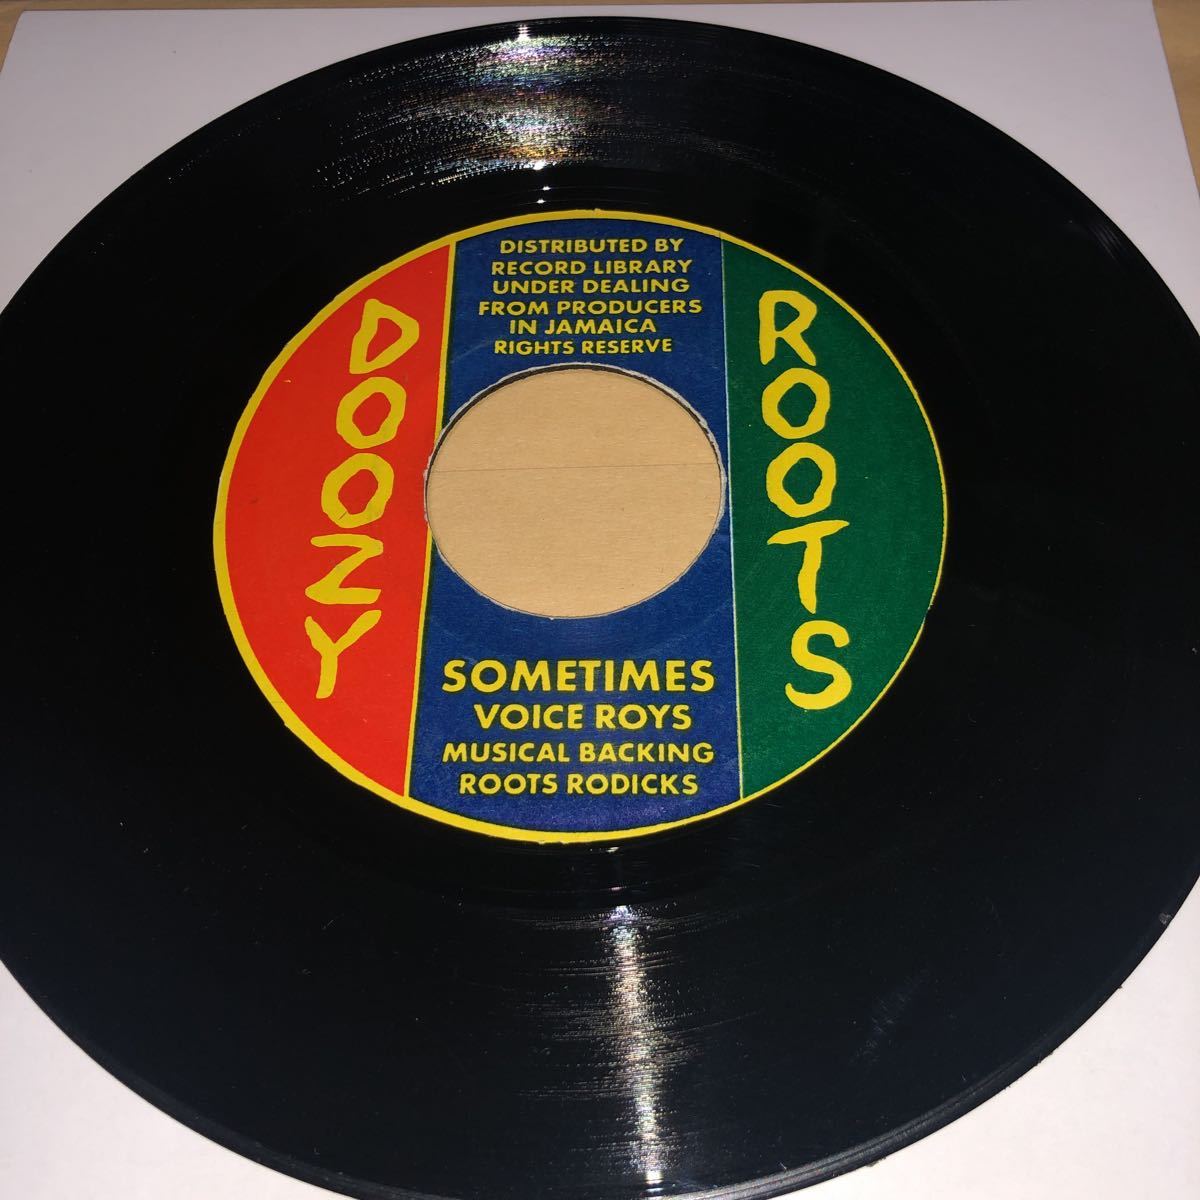 DOOZY
DISTRIBUTED BY
RECORD LIBRARY
UNDER DEALING
FROM PRODUCERS
IN JAMAICA
RIGHTS RESERVE
ROOTS
SOMETIMES
VOICE ROYS
MUSICAL BACKING
ROOTS RODICKS